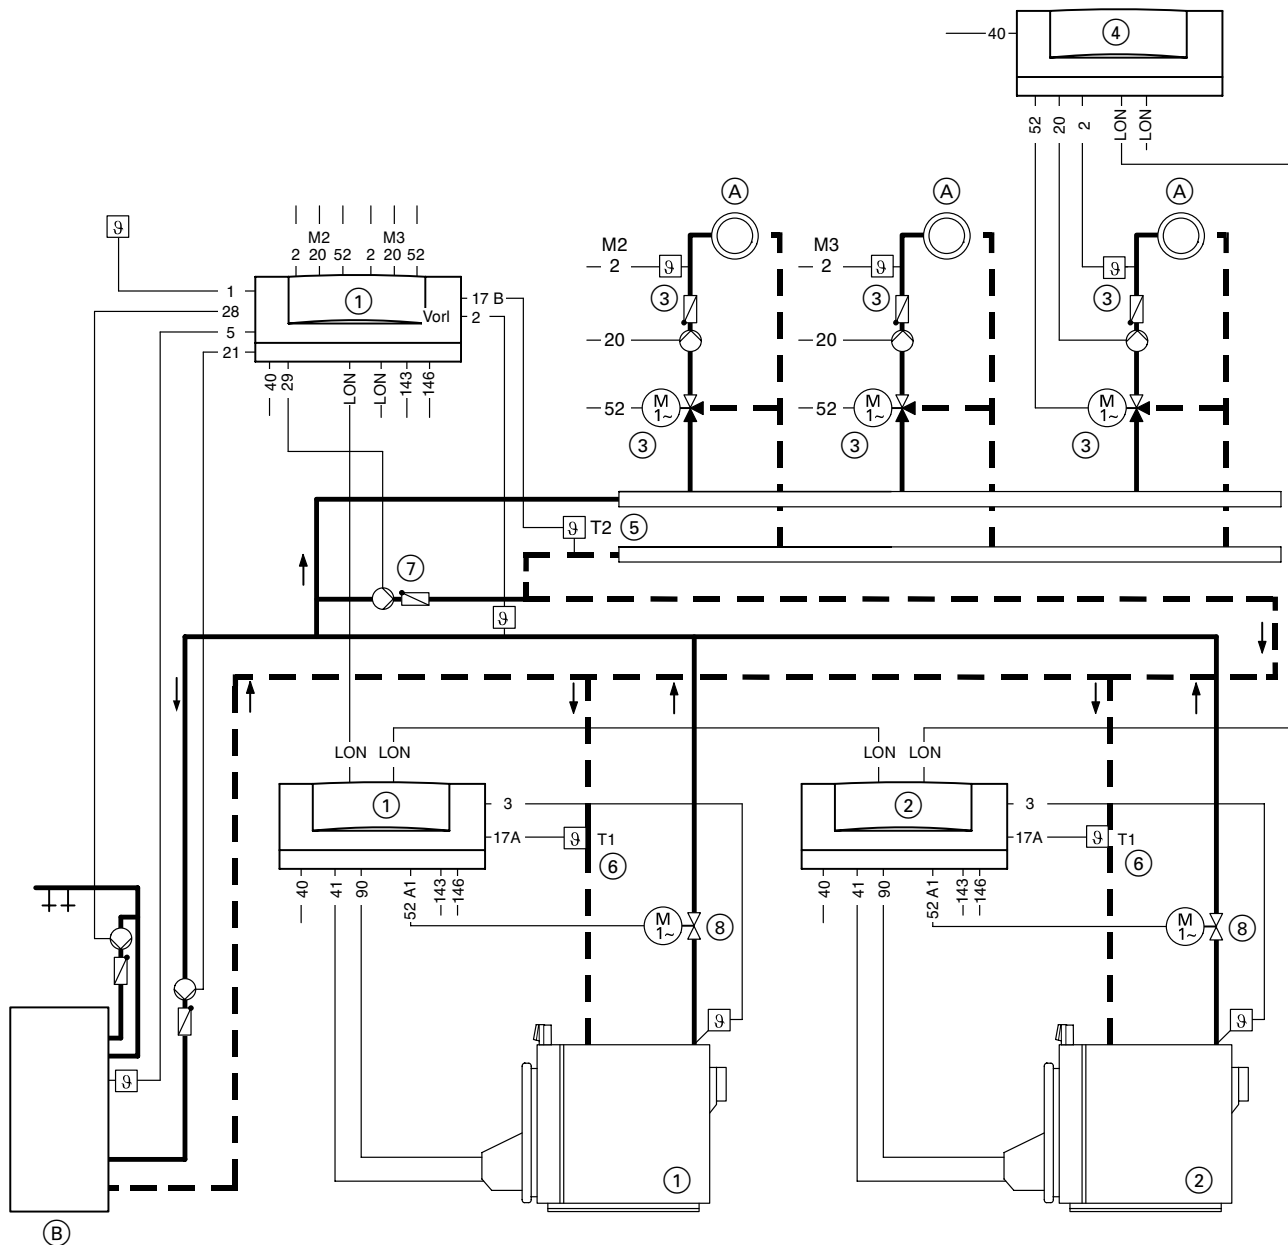 40
④
52
20
2
LON
LON
Ⓐ
Ⓐ
Ⓐ
ϑ
M2
M3
2
20
52
2
20
52
M2
2
ϑ
③
M3
2
ϑ
③
ϑ
③
1
28
5
21
①
Vorl
17 B
2
20
20
40
29
LON
LON
143
146
52
M
1~
③
52
M
1~
③
M
1~
③
ϑ
T2
⑤
⑦
ϑ
LON
LON
LON
LON
①
3
17A
ϑ
T1
⑥
②
3
17A
ϑ
T1
⑥
40
41
90
52 A1
143
146
40
41
90
52 A1
143
146
M
1~
⑧
M
1~
⑧
ϑ
ϑ
ϑ
①
②
Ⓑ